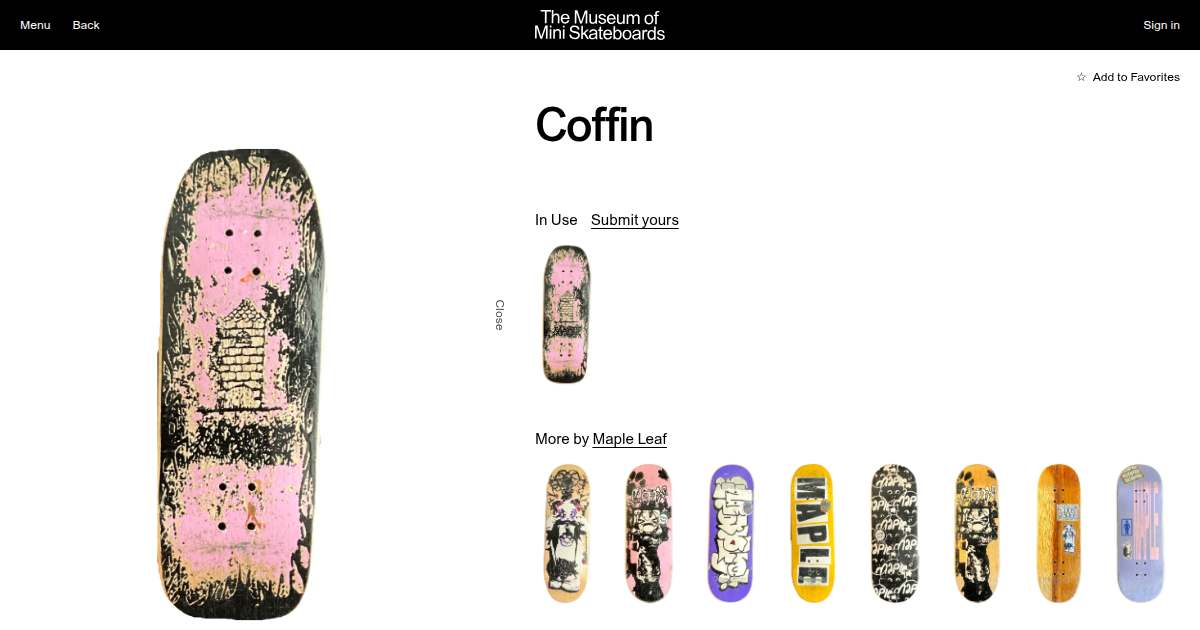 Menu
Back
The Museum of
Mini Skateboards
Sign in
☆ Add to Favorites
Coffin
In Use
Submit yours
Close
More by Maple Leaf
MAPLE